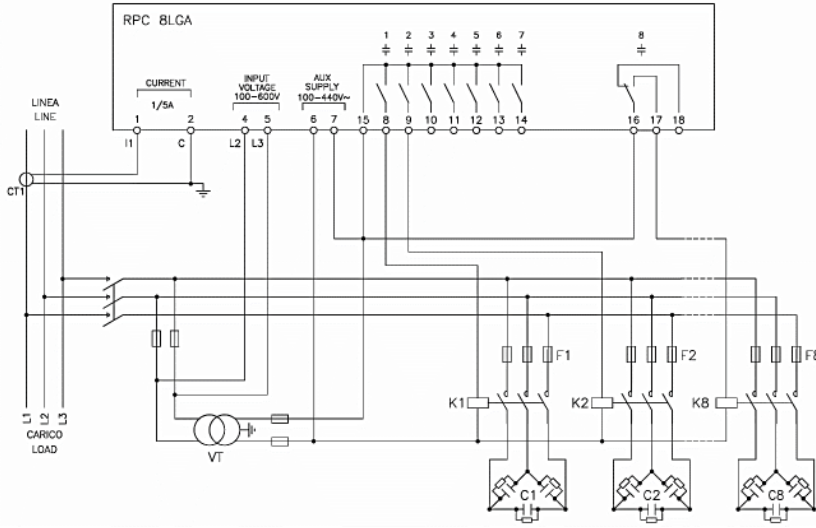 RPC 8LGA
1 2 3 4 5 6 7 8
CURRENT
1/5A
INPUT
VOLTAGE
100-600V
AUX
SUPPLY
100-440V~
LINEA
LINE
1 2 4 5 6 7 15 8 9 10 11 12 13 14 16 17 18
I1 C L2 L3
CT1
F1 F2 F8
K1 K2 K8
L1 L2 L3
CARICO
LOAD
VT
C1 C2 C8